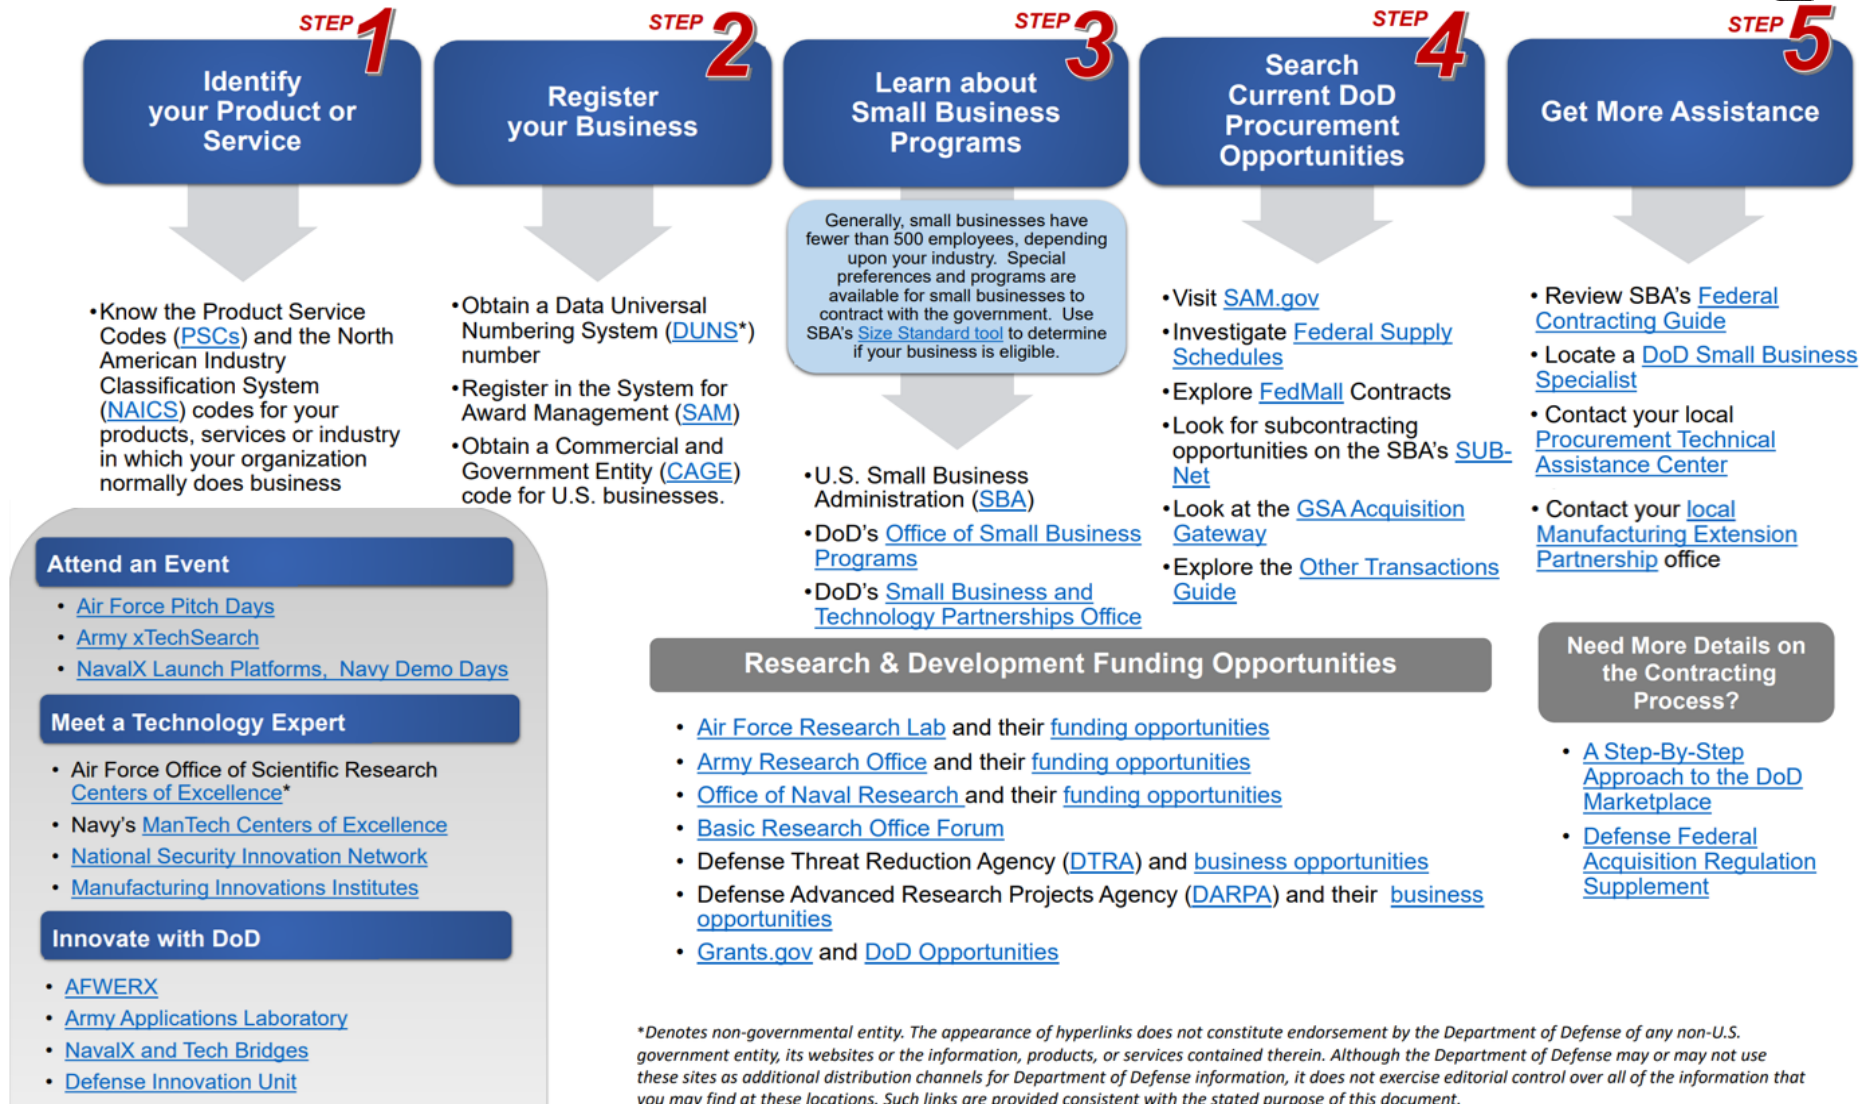 STEP 1
Identify
your Product or
Service
•Know the Product Service
Codes (PSCs) and the North
American Industry
Classification System
(NAICS) codes for your
products, services or industry
in which your organization
normally does business
STEP 2
Register
your Business
•Obtain a Data Universal
Numbering System (DUNS*)
number
•Register in the System for
Award Management (SAM)
•Obtain a Commercial and
Government Entity (CAGE)
code for U.S. businesses.
STEP 3
Learn about
Small Business
Programs
Generally, small businesses have
fewer than 500 employees, depending
upon your industry. Special
preferences and programs are
available for small businesses to
contract with the government. Use
SBA's Size Standard tool to determine
if your business is eligible.
•U.S. Small Business
Administration (SBA)
•DoD's Office of Small Business
Programs
•DoD's Small Business and
Technology Partnerships Office
STEP 4
Search
Current DoD
Procurement
Opportunities
•Visit SAM.gov
•Investigate Federal Supply
Schedules
•Explore FedMall Contracts
•Look for subcontracting
opportunities on the SBA's SUB-
Net
•Look at the GSA Acquisition
Gateway
•Explore the Other Transactions
Guide
STEP 5
Get More Assistance
• Review SBA's Federal
Contracting Guide
• Locate a DoD Small Business
Specialist
• Contact your local
Procurement Technical
Assistance Center
• Contact your local
Manufacturing Extension
Partnership office
Attend an Event
• Air Force Pitch Days
• Army xTechSearch
• NavalX Launch Platforms, Navy Demo Days
Meet a Technology Expert
• Air Force Office of Scientific Research
Centers of Excellence*
• Navy's ManTech Centers of Excellence
• National Security Innovation Network
• Manufacturing Innovations Institutes
Innovate with DoD
• AFWERX
• Army Applications Laboratory
• NavalX and Tech Bridges
• Defense Innovation Unit
Research & Development Funding Opportunities
• Air Force Research Lab and their funding opportunities
• Army Research Office and their funding opportunities
• Office of Naval Research and their funding opportunities
• Basic Research Office Forum
• Defense Threat Reduction Agency (DTRA) and business opportunities
• Defense Advanced Research Projects Agency (DARPA) and their business
opportunities
• Grants.gov and DoD Opportunities
Need More Details on
the Contracting
Process?
• A Step-By-Step
Approach to the DoD
Marketplace
• Defense Federal
Acquisition Regulation
Supplement
*Denotes non-governmental entity. The appearance of hyperlinks does not constitute endorsement by the Department of Defense of any non-U.S.
government entity, its websites or the information, products, or services contained therein. Although the Department of Defense may or may not use
these sites as additional distribution channels for Department of Defense information, it does not exercise editorial control over all of the information that
you may find at these locations. Such links are provided consistent with the stated purpose of this document.